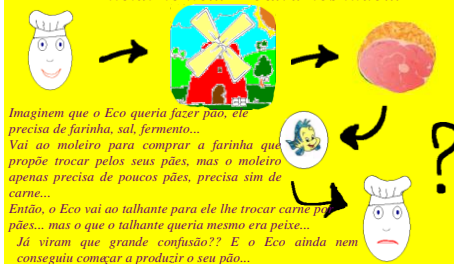 Imaginem que o Eco queria fazer pão, ele
precisa de farinha, sal, fermento...
Vai ao moleiro para comprar a farinha que
propõe trocar pelos seus pães, mas o moleiro
apenas precisa de poucos pães, precisa sim de
carne...
Então, o Eco vai ao talhante para ele lhe trocar carne por
pães... mas o que o talhante queria mesmo era peixe...
Já viram que grande confusão?? E o Eco ainda nem
conseguiu começar a produzir o seu pão...
?